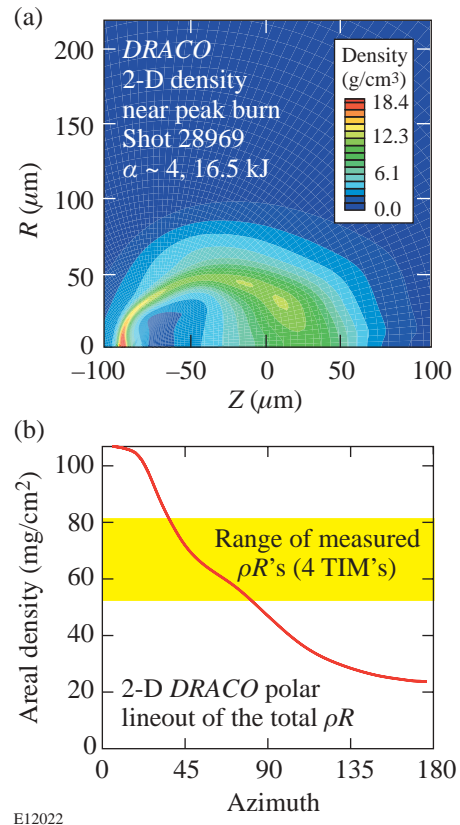 (a)
200
150
100
50
0
R (μm)
DRACO
2-D density
near peak burn
Shot 28969
α ~ 4, 16.5 kJ
Density
(g/cm³)
18.4
12.3
6.1
0.0
–100
–50
0
50
100
Z (μm)
(b)
100
80
60
40
20
0
Areal density (mg/cm²)
Range of measured
ρR's (4 TIM's)
2-D DRACO polar
lineout of the total ρR
0
45
90
135
180
Azimuth
E12022